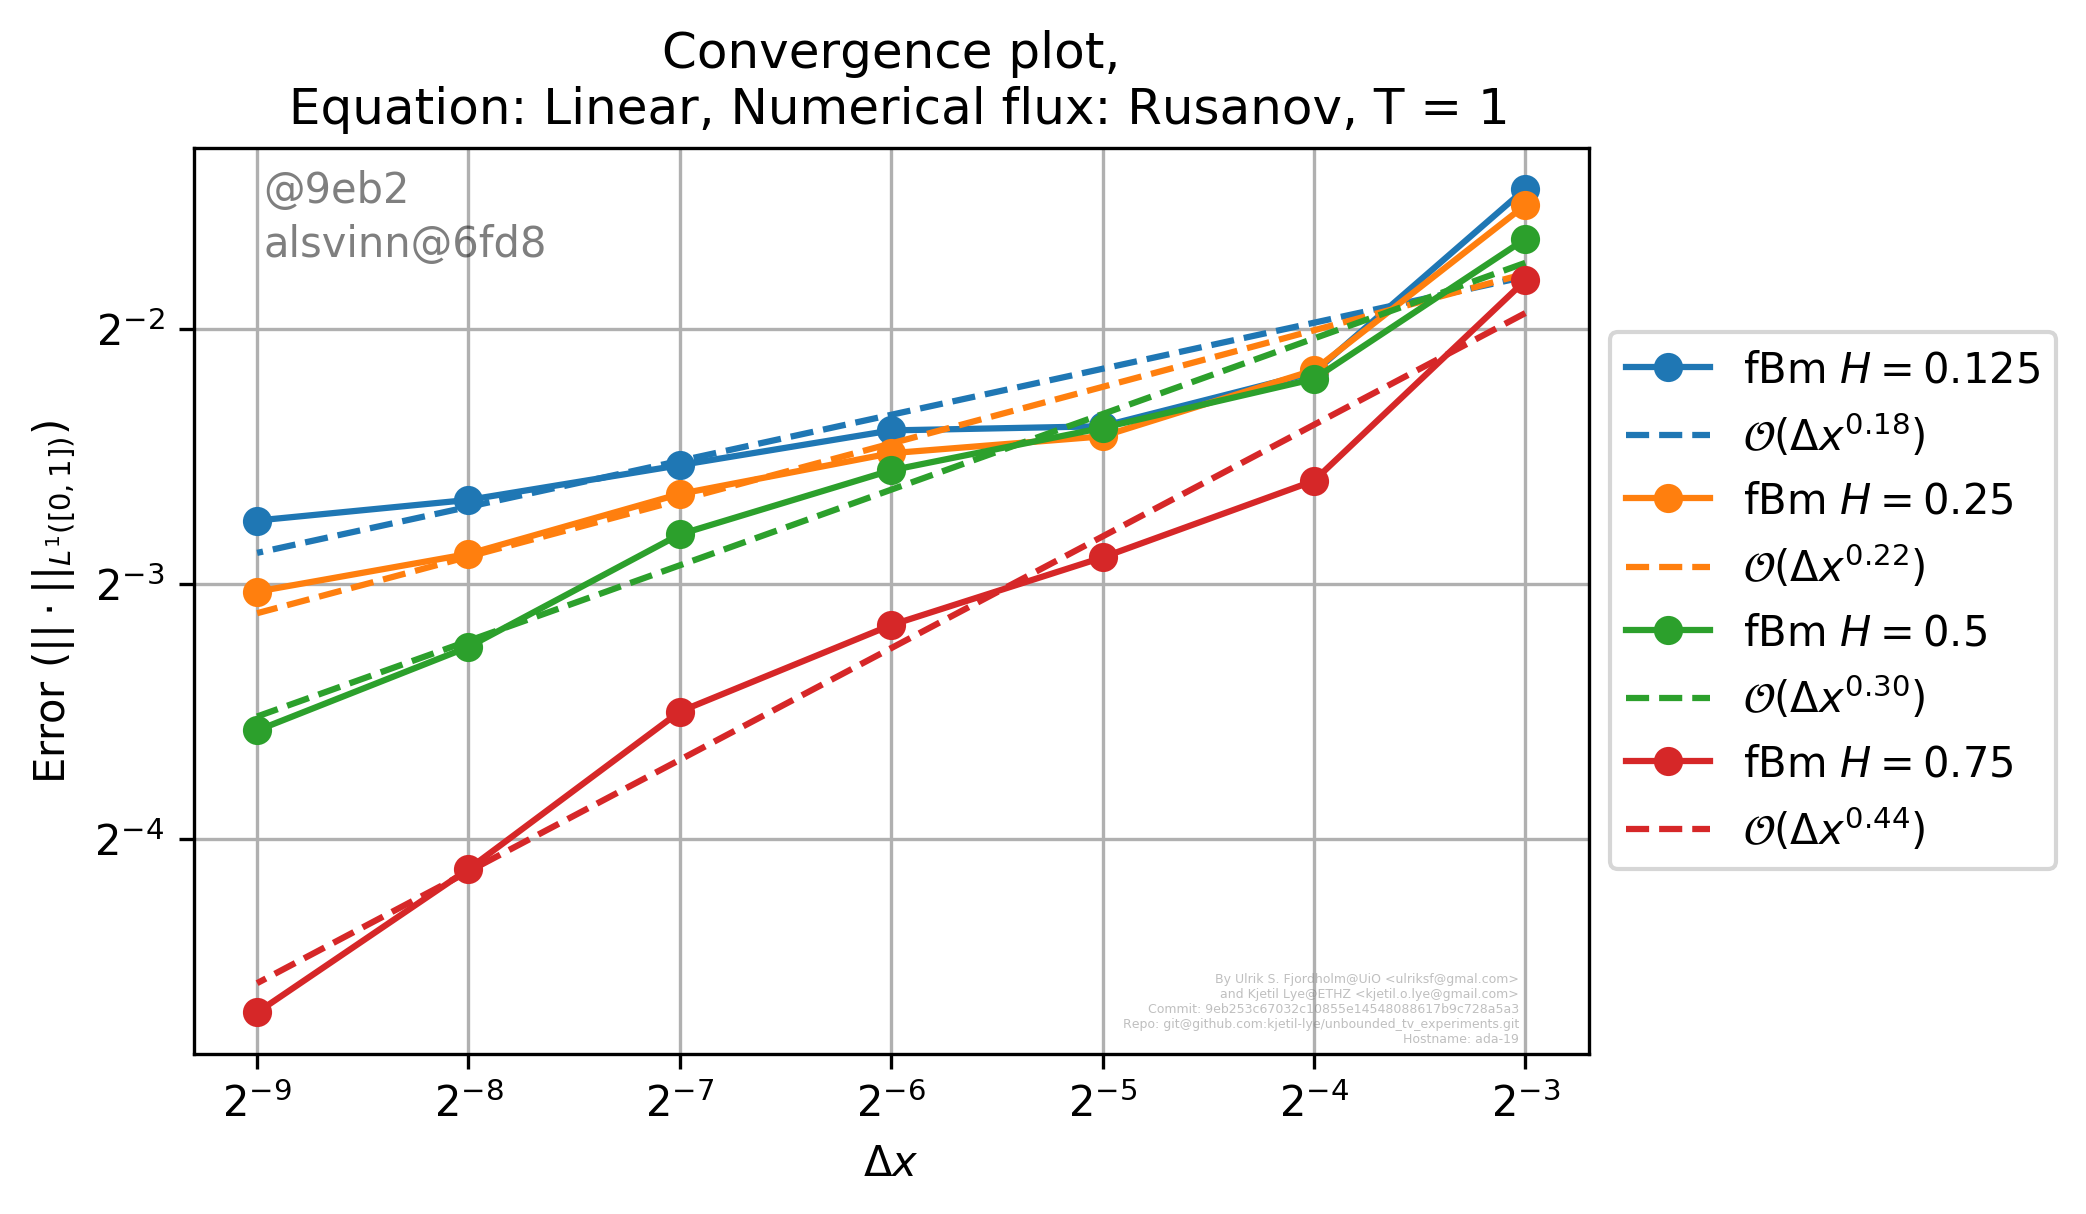 Convergence plot,
Equation: Linear, Numerical flux: Rusanov, T = 1
@9eb2
alsvinn@6fd8
2⁻²
2⁻³
2⁻⁴
Error (|| · ||_{L¹([0, 1])})
2⁻⁹ 2⁻⁸ 2⁻⁷ 2⁻⁶ 2⁻⁵ 2⁻⁴ 2⁻³
Δx
fBm H = 0.125
𝒪(Δx^{0.18})
fBm H = 0.25
𝒪(Δx^{0.22})
fBm H = 0.5
𝒪(Δx^{0.30})
fBm H = 0.75
𝒪(Δx^{0.44})
By Ulrik S. Fjordholm@UiO <ulriksf@gmal.com>
and Kjetil Lye@ETHZ <kjetil.o.lye@gmail.com>
Commit: 9eb253c67032c10855e14548088617b9c728a5a3
Repo: git@github.com:kjetil-lye/unbounded_tv_experiments.git
Hostname: ada-19